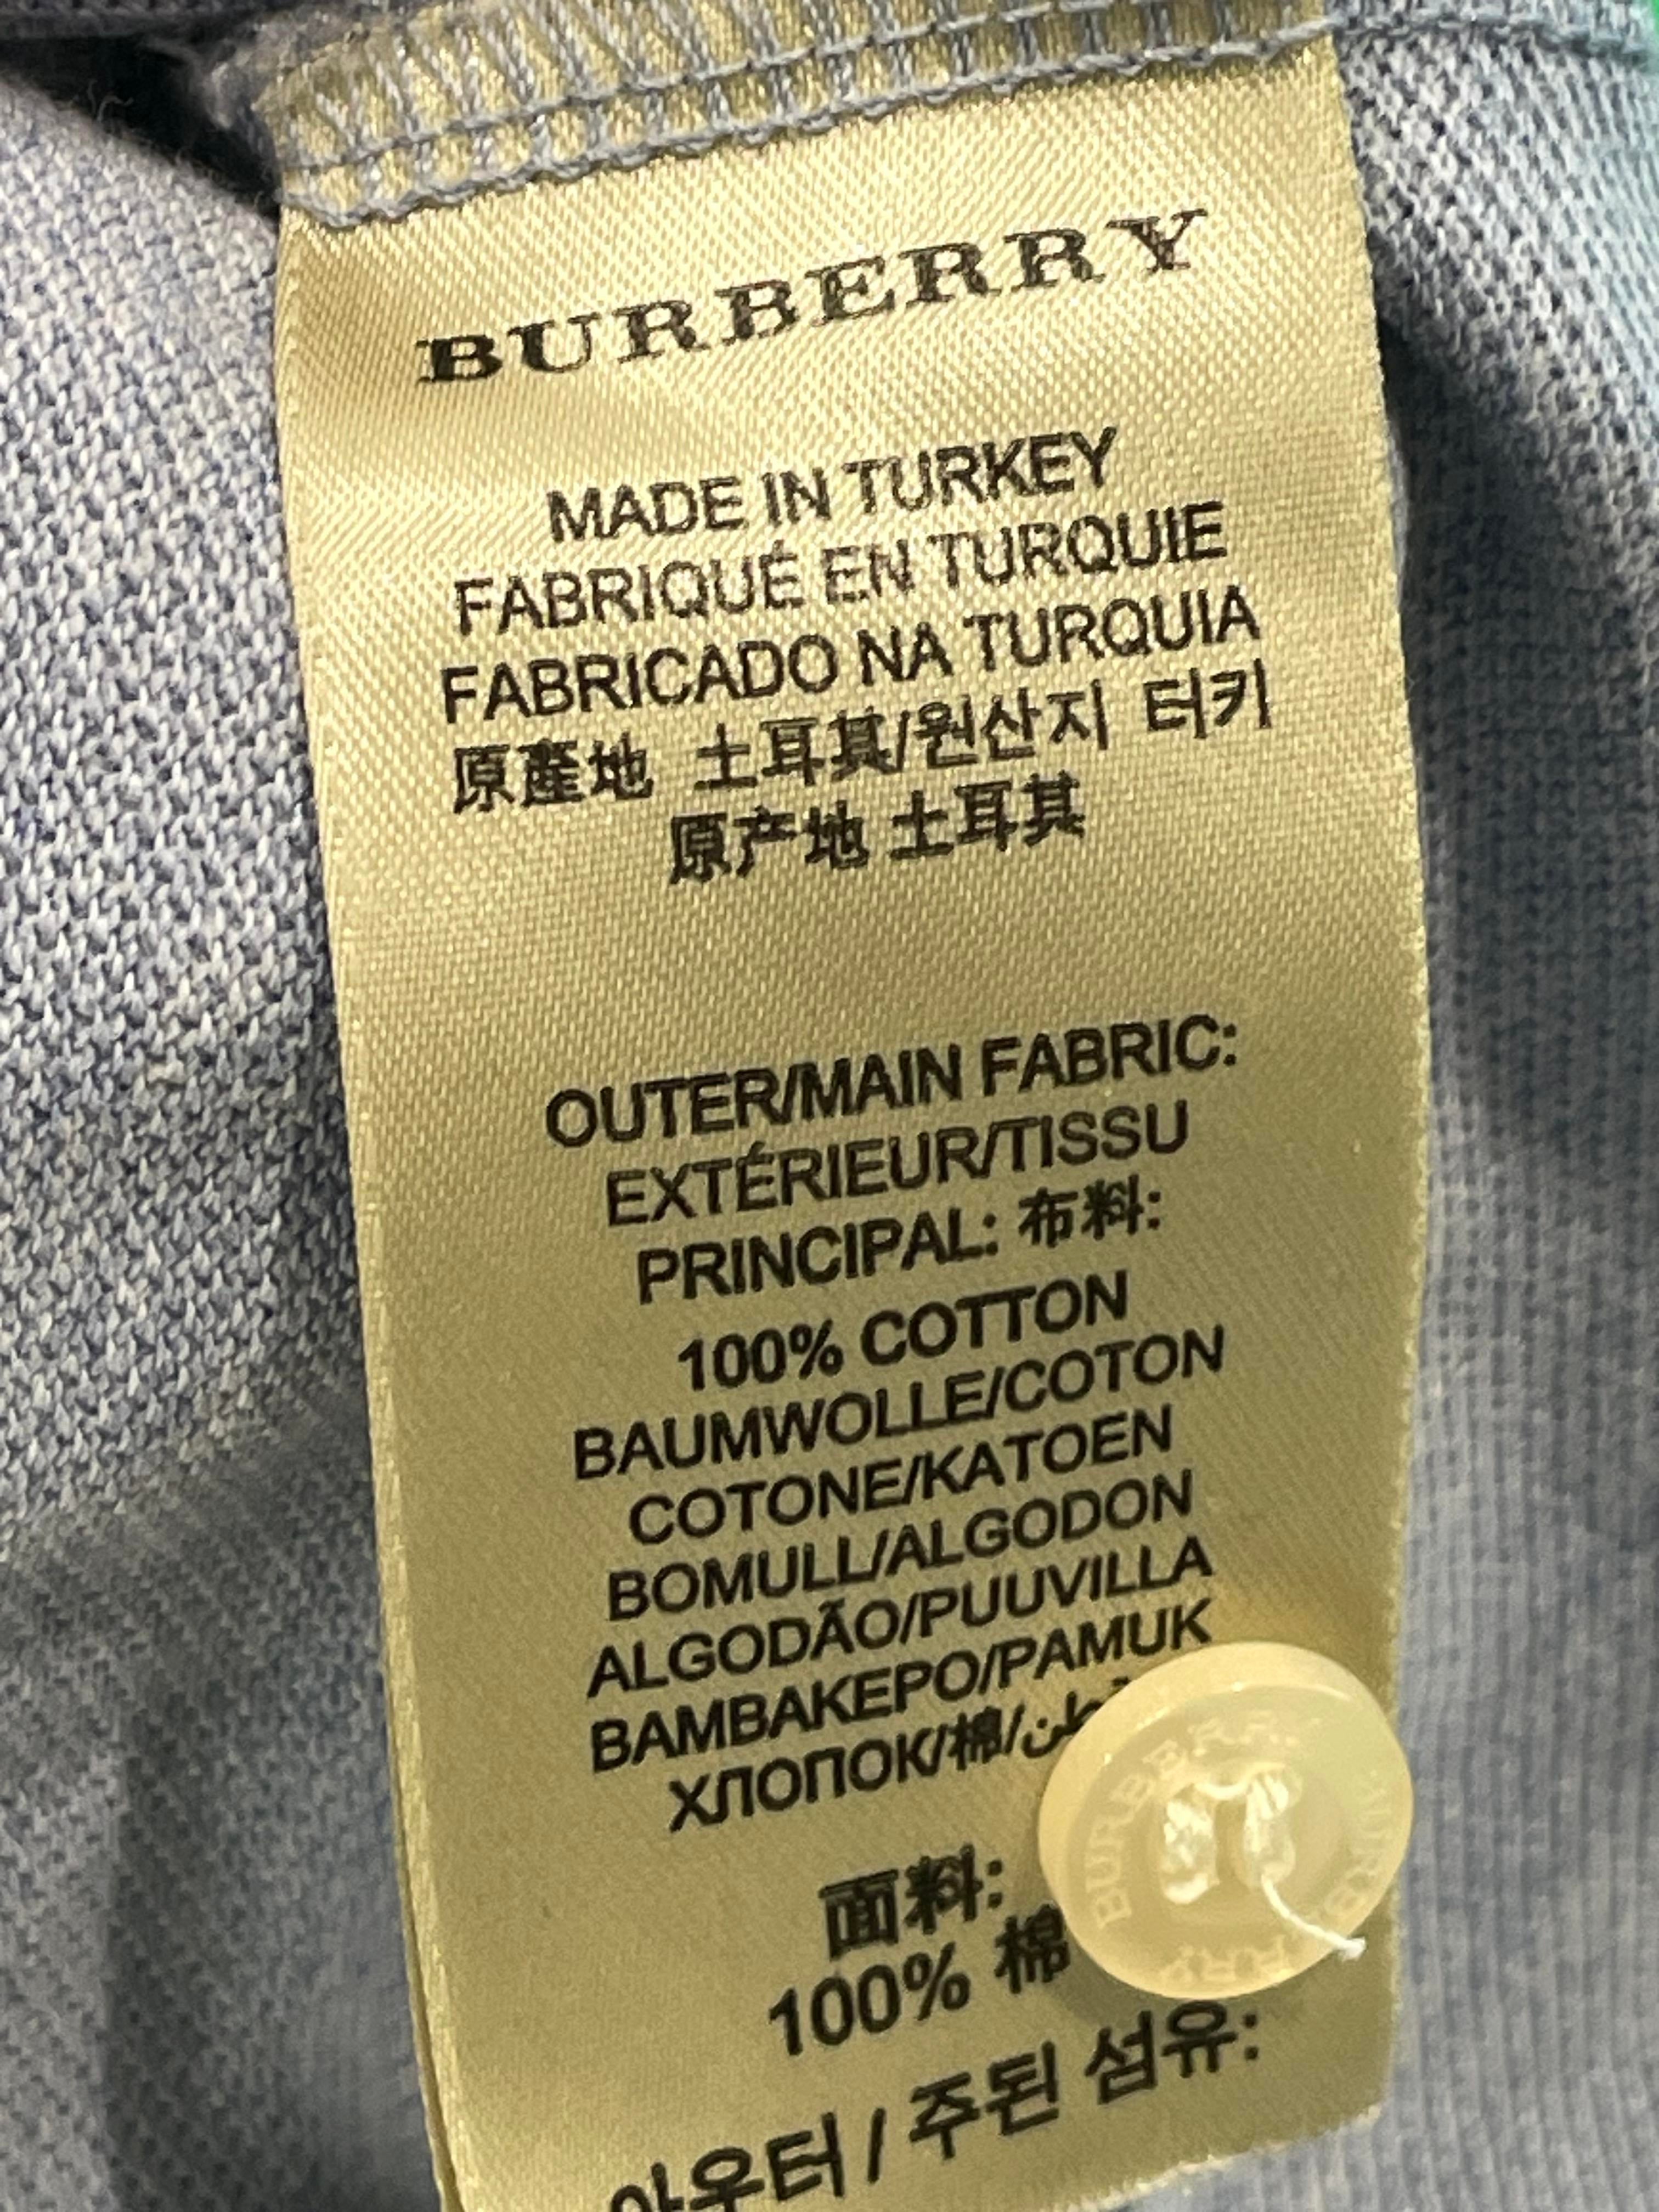 BURBERRY
MADE IN TURKEY
FABRIQUÉ EN TURQUIE
FABRICADO NA TURQUIA
原產地 土耳其/원산지 터키
原产地 土耳其
OUTER/MAIN FABRIC:
EXTÉRIEUR/TISSU
PRINCIPAL: 布料:
100% COTTON
BAUMWOLLE/COTON
COTONE/KATOEN
BOMULL/ALGODON
ALGODÃO/PUUVILLA
BAMBAKEPO/PAMUK
ХЛОПОК/棉/
面料:
100% 棉
아우터 / 주된 섬유: